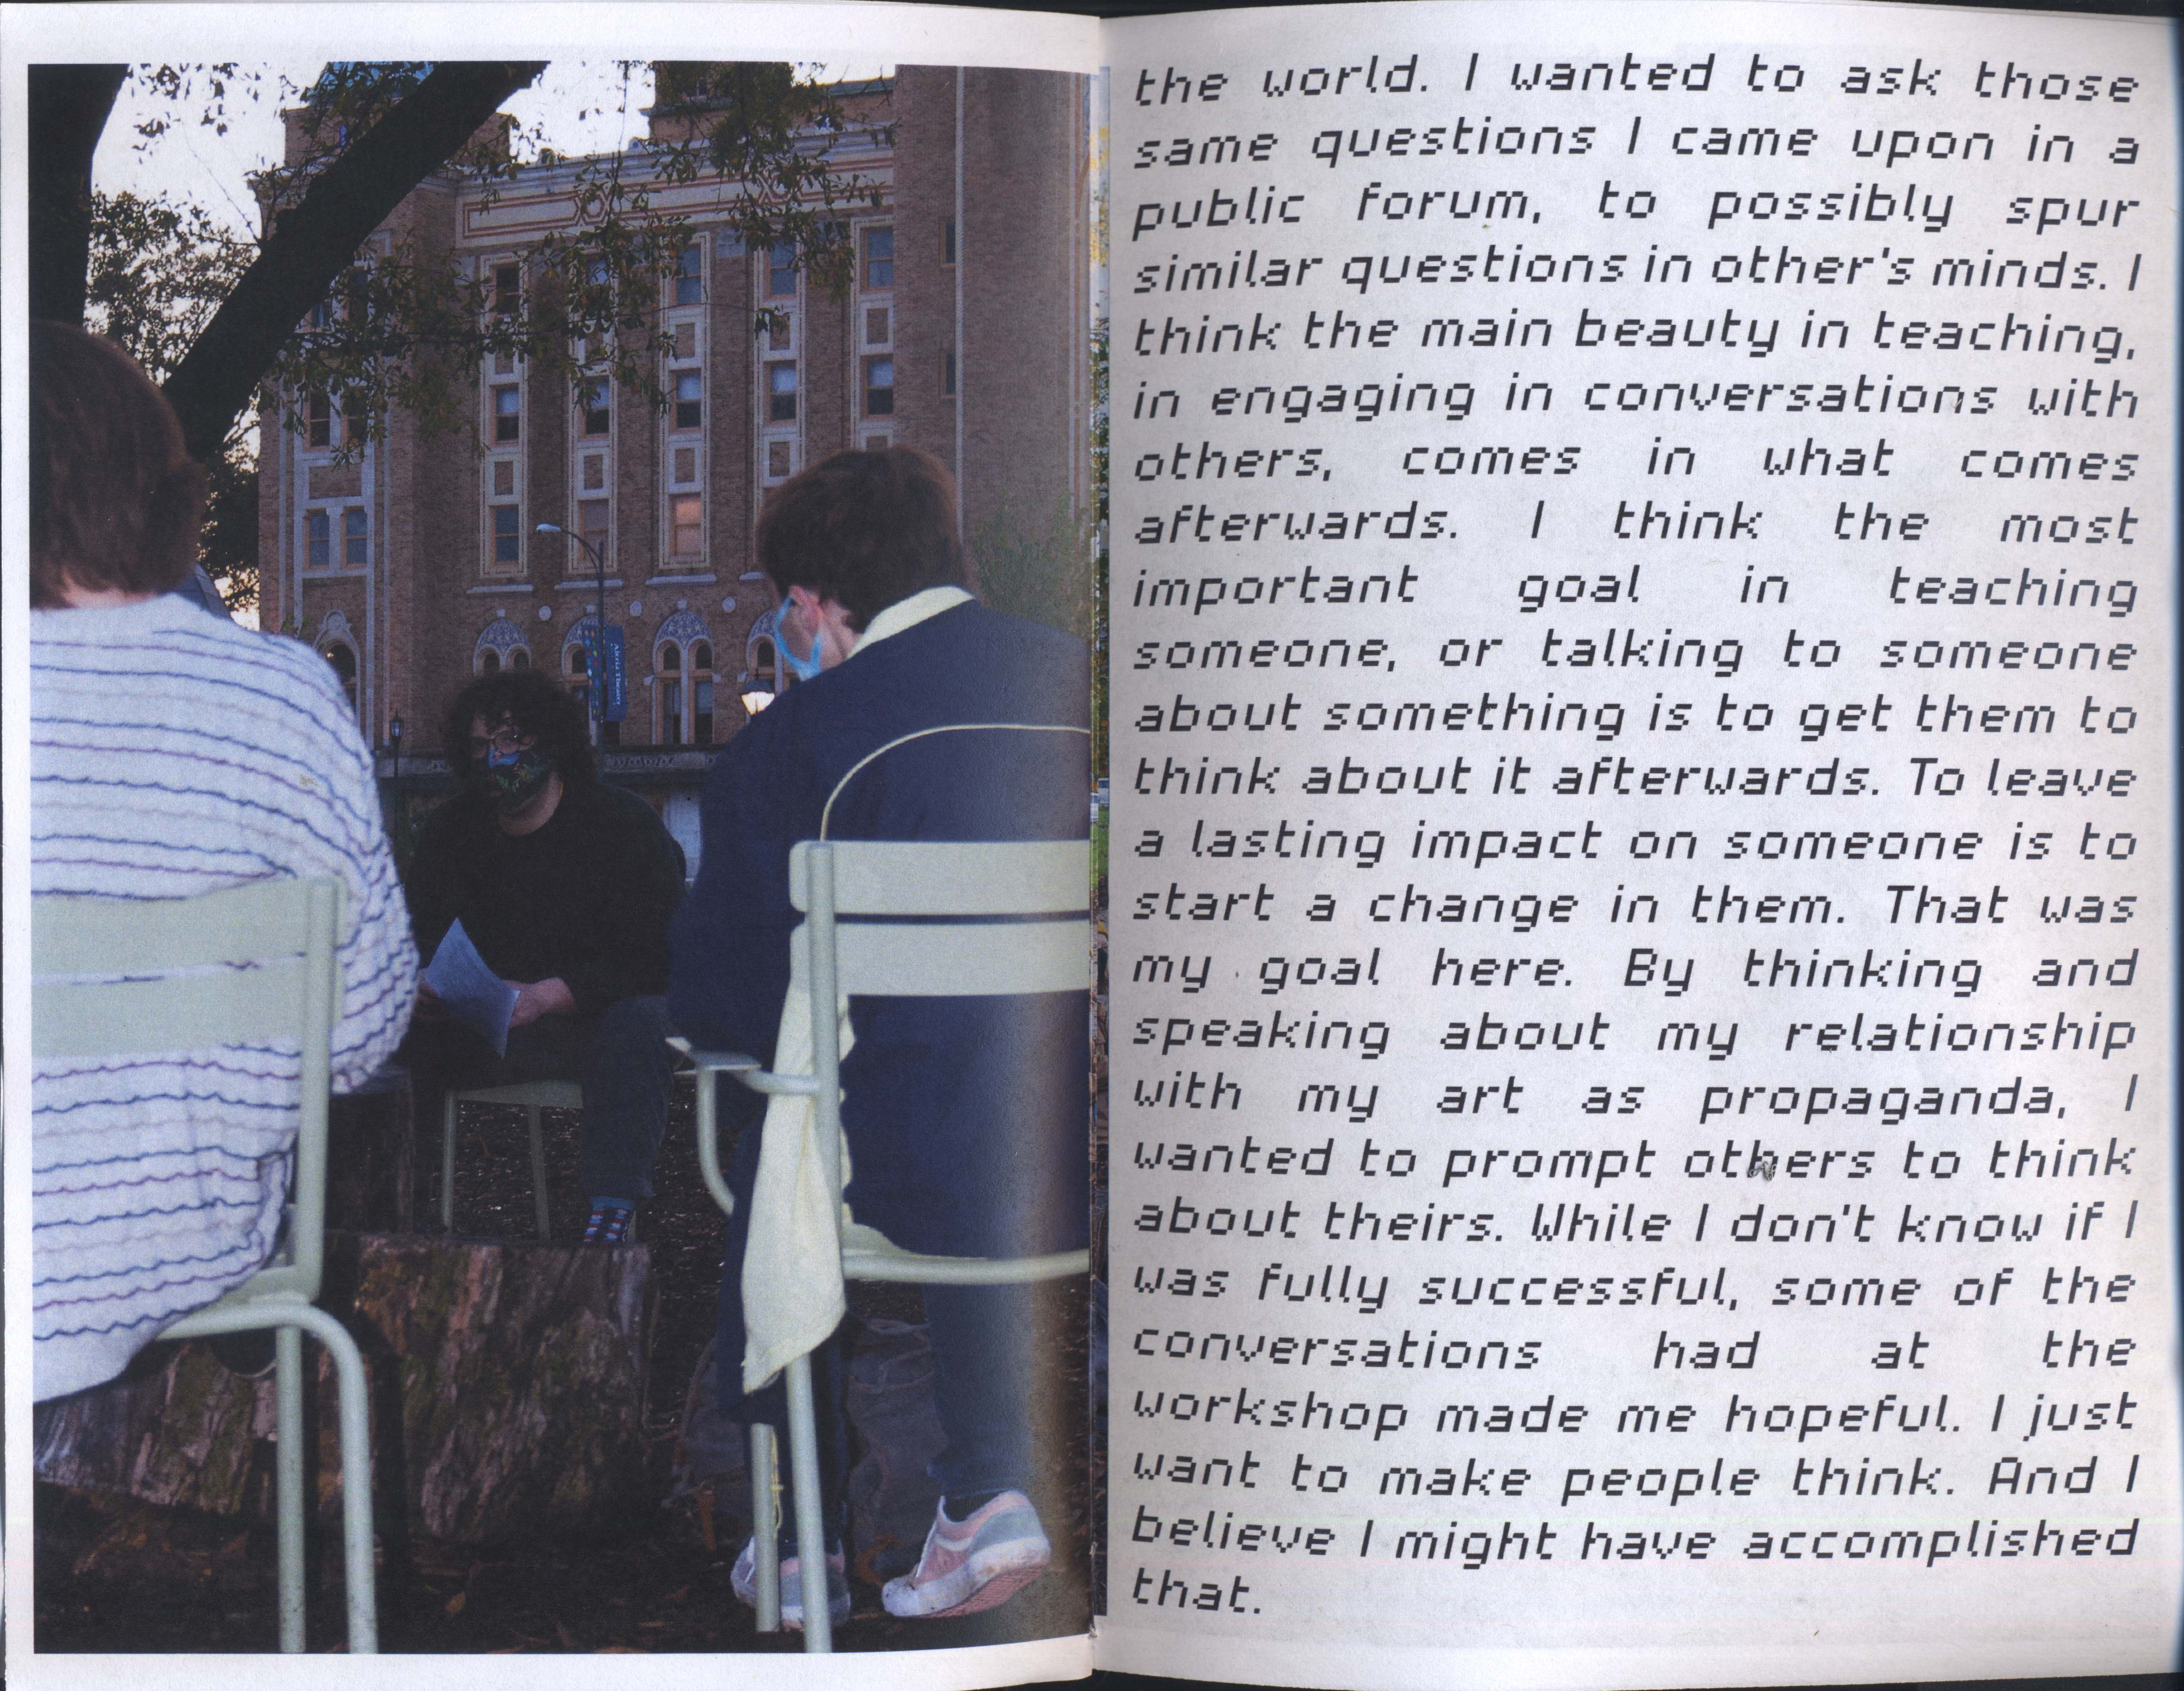 Altria Theater
the world. I wanted to ask those
same questions I came upon in a
public forum, to possibly spur
similar questions in other's minds. I
think the main beauty in teaching,
in engaging in conversations with
others, comes in what comes
afterwards. I think the most
important goal in teaching
someone, or talking to someone
about something is to get them to
think about it afterwards. To leave
a lasting impact on someone is to
start a change in them. That was
my goal here. By thinking and
speaking about my relationship
with my art as propaganda, I
wanted to prompt others to think
about theirs. While I don't know if I
was fully successful, some of the
conversations had at the
workshop made me hopeful. I just
want to make people think. And I
believe I might have accomplished
that.